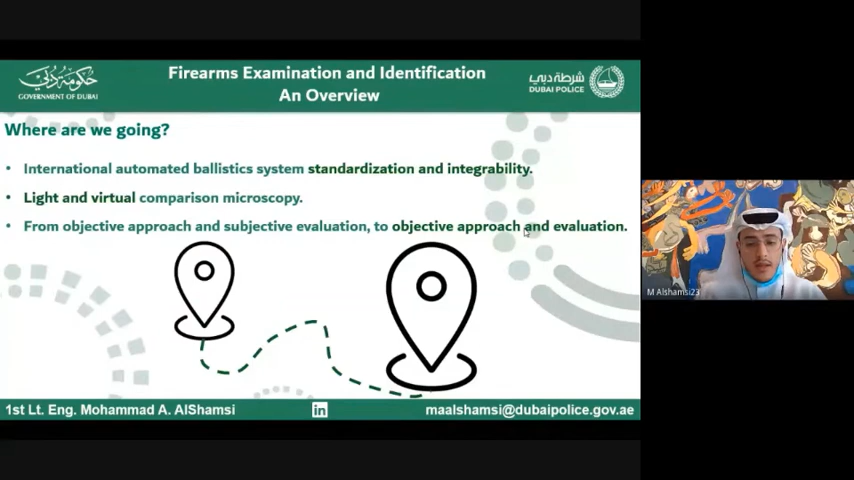 حكومة دبي
GOVERNMENT OF DUBAI
Firearms Examination and Identification
An Overview
شرطة دبي
DUBAI POLICE
Where are we going?
• International automated ballistics system standardization and integrability.
• Light and virtual comparison microscopy.
• From objective approach and subjective evaluation, to objective approach and evaluation.
M Alshamsi23
1st Lt. Eng. Mohammad A. AlShamsi
in
maalshamsi@dubaipolice.gov.ae